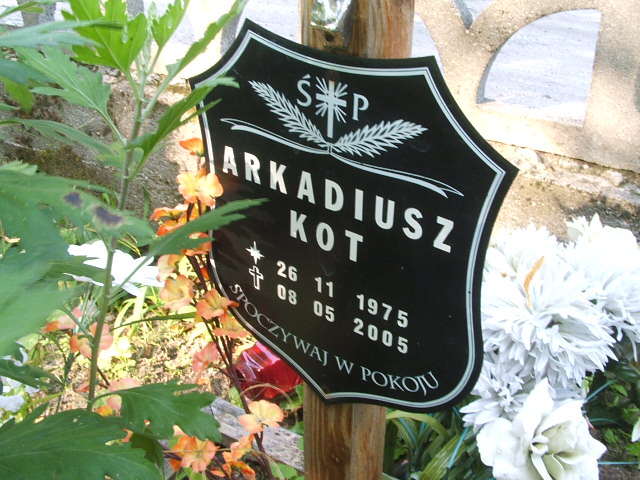 Ś P
ARKADIUSZ
KOT
26 11 1975
08 05 2005
SPOCZYWAJ W POKOJU